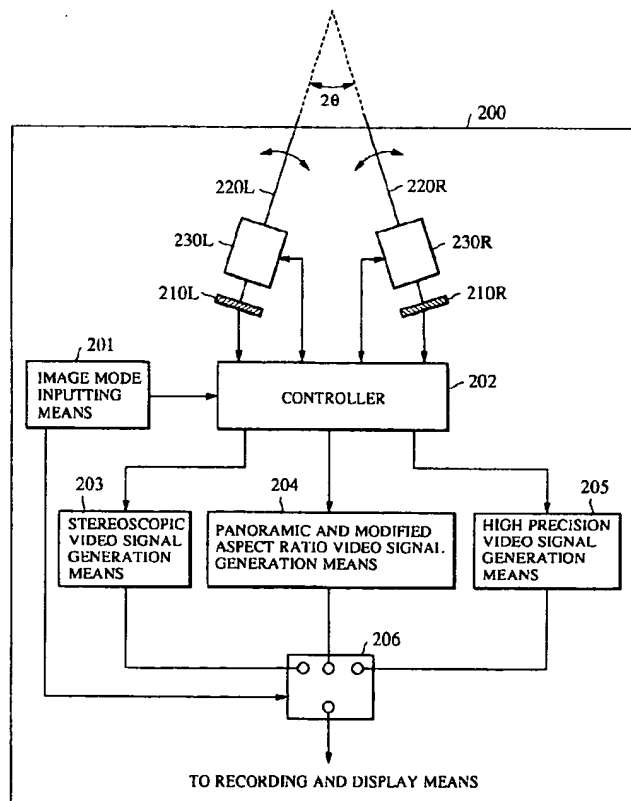 2θ
200
220L
220R
230L
230R
210L
210R
201
IMAGE MODE
INPUTTING
MEANS
202
CONTROLLER
203
STEREOSCOPIC
VIDEO SIGNAL
GENERATION
MEANS
204
PANORAMIC AND MODIFIED
ASPECT RATIO VIDEO SIGNAL
GENERATION MEANS
205
HIGH PRECISION
VIDEO SIGNAL
GENERATION
MEANS
206
TO RECORDING AND DISPLAY MEANS